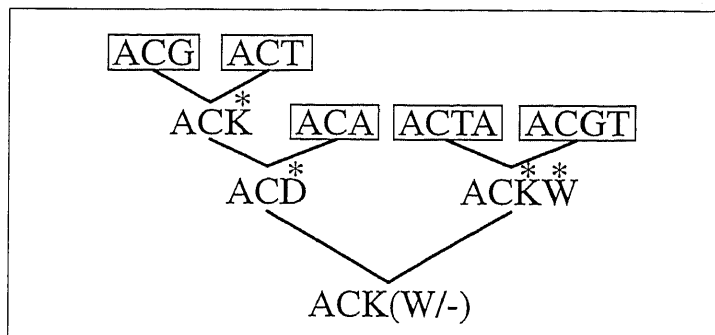 ACG ACT
*
ACK ACA ACTA ACGT
* * *
ACD ACKW
ACK(W/-)